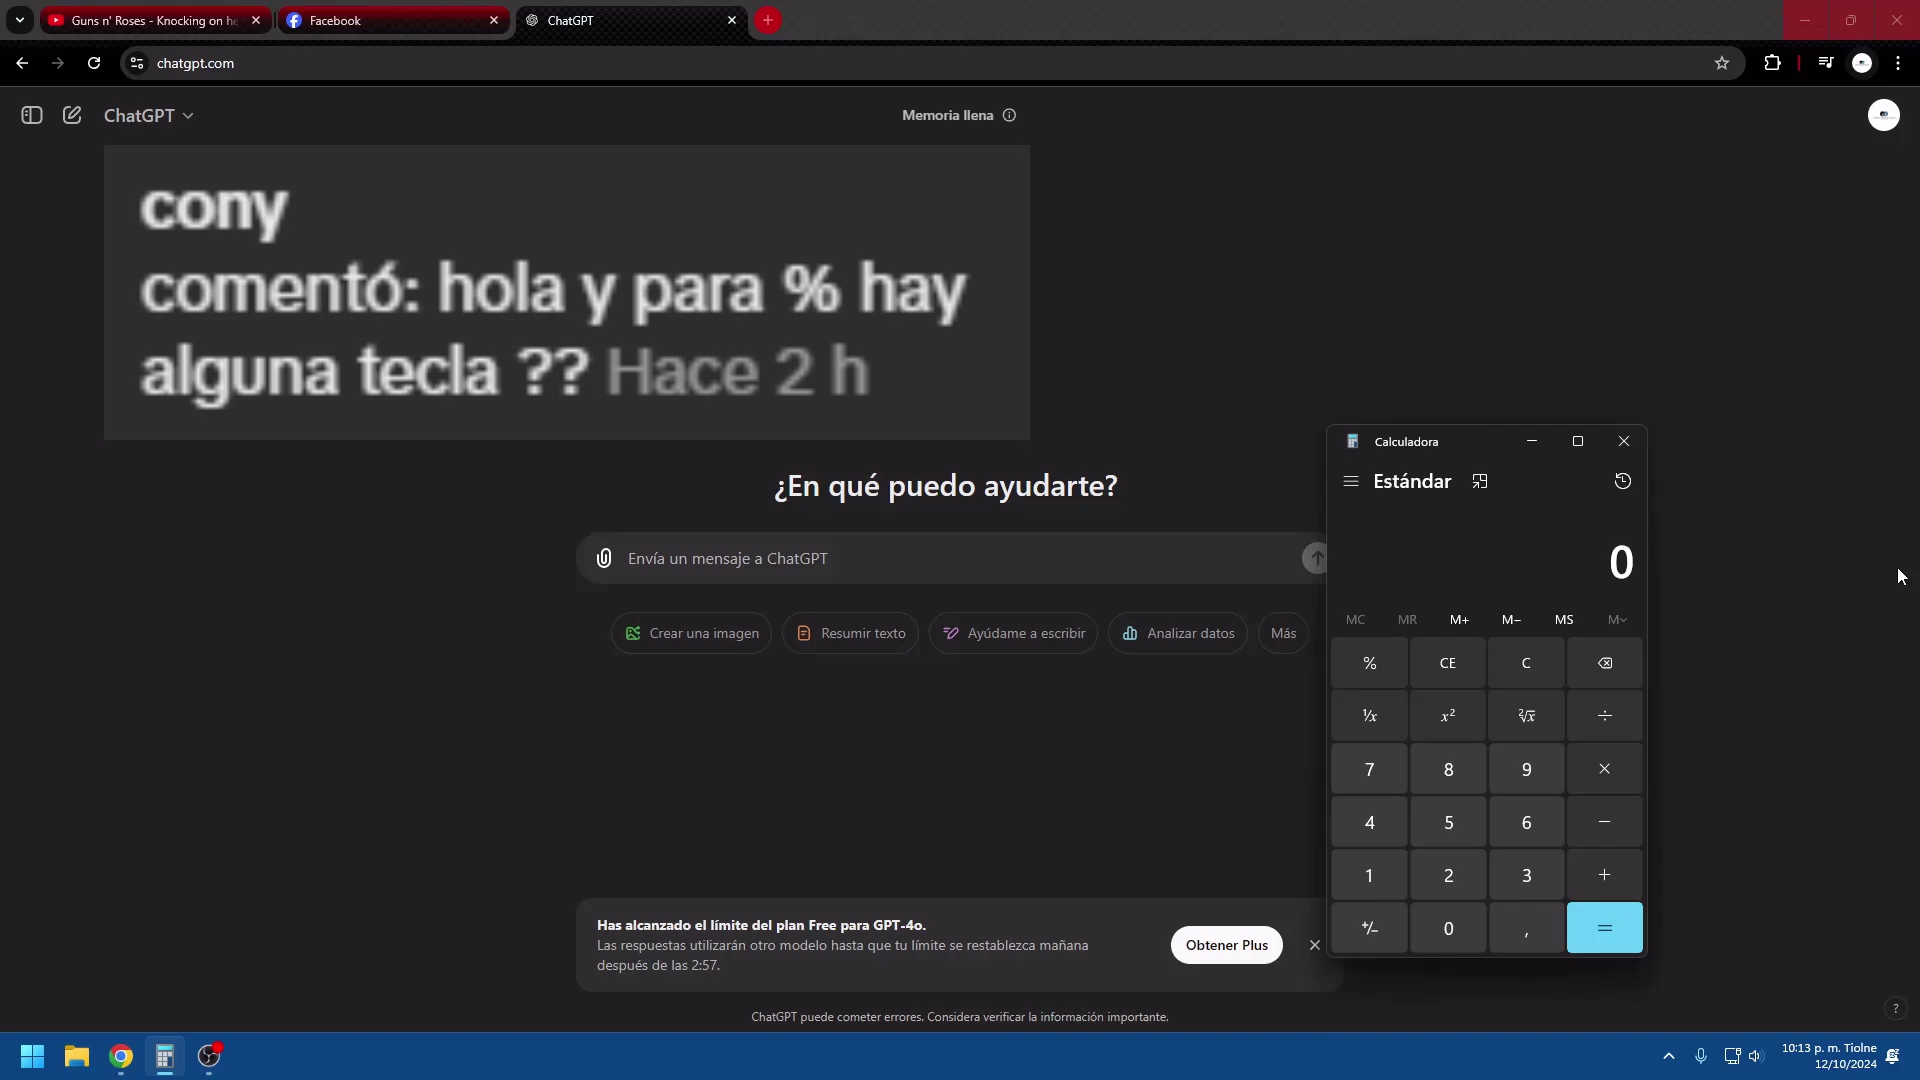 Guns n' Roses - Knocking on he
Facebook
ChatGPT
chatgpt.com
ChatGPT
Memoria llena
cony
comentó: hola y para % hay
alguna tecla ?? Hace 2 h
¿En qué puedo ayudarte?
Envía un mensaje a ChatGPT
Crear una imagen
Resumir texto
Ayúdame a escribir
Analizar datos
Más
Has alcanzado el límite del plan Free para GPT-4o.
Las respuestas utilizarán otro modelo hasta que tu límite se restablezca mañana
después de las 2:57.
Obtener Plus
ChatGPT puede cometer errores. Considera verificar la información importante.
Calculadora
Estándar
0
MC MR M+ M− MS M˅
% CE C
¹/x x² ²√x ÷
7 8 9 ×
4 5 6 −
1 2 3 +
+/− 0 , =
?
10:13 p. m. Tiolne
12/10/2024